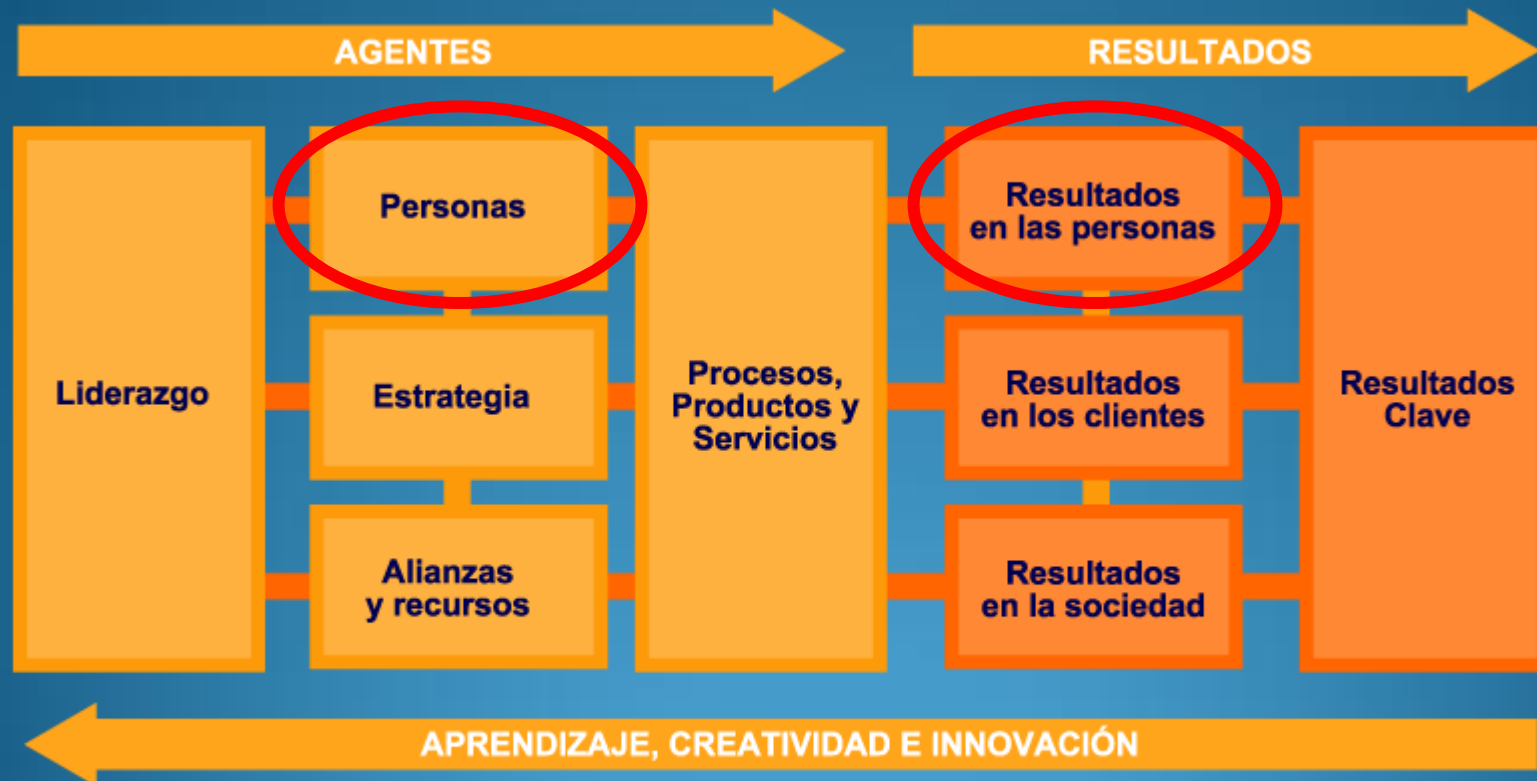 AGENTES
RESULTADOS
Liderazgo
Personas
Estrategia
Alianzas
y recursos
Procesos,
Productos y
Servicios
Resultados
en las personas
Resultados
en los clientes
Resultados
en la sociedad
Resultados
Clave
APRENDIZAJE, CREATIVIDAD E INNOVACIÓN